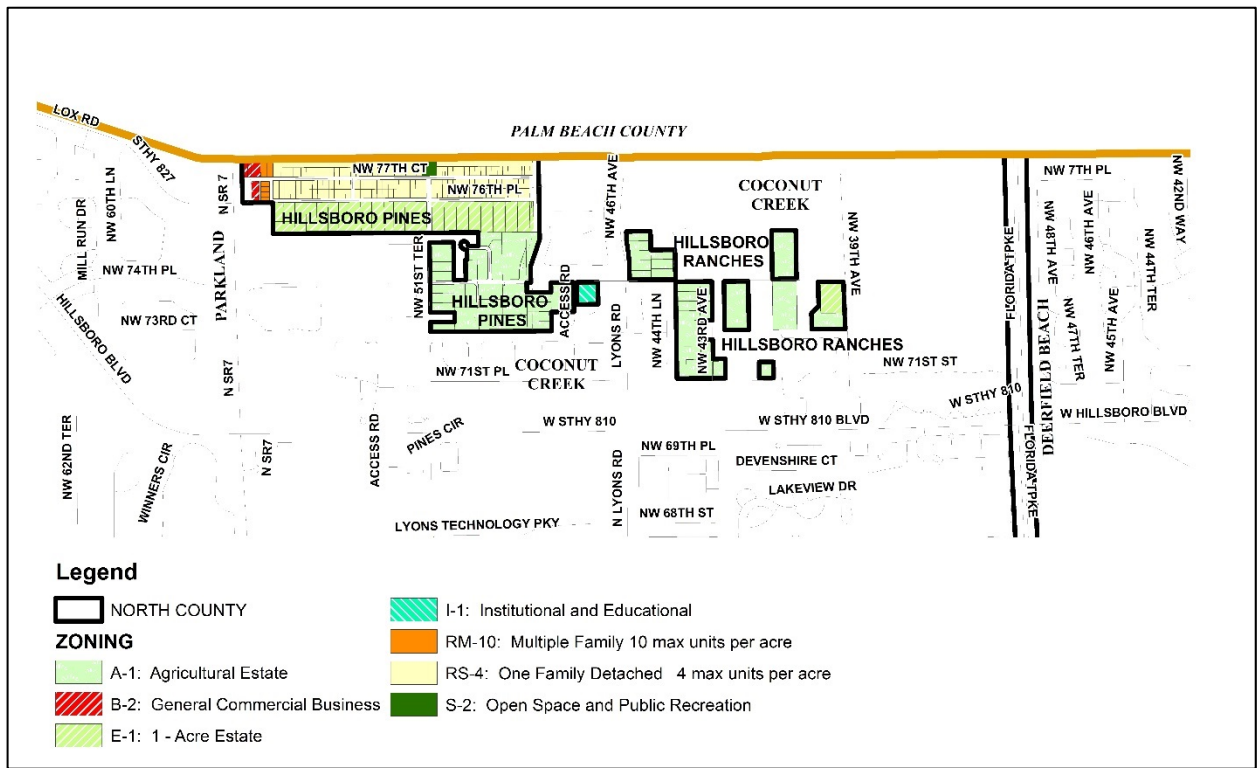 LOX RD
STHY 827
PALM BEACH COUNTY
MILL RUN DR
NW 60TH LN
N SR 7
NW 77TH CT
NW 76TH PL
HILLSBORO PINES
NW 46TH AVE
COCONUT
CREEK
NW 39TH AVE
FLORIDA TPKE
NW 7TH PL
NW 48TH AVE
NW 46TH AVE
NW 44TH TER
NW 42ND WAY
NW 74TH PL
PARKLAND
NW 51ST TER
HILLSBORO
PINES
ACCESS RD
HILLSBORO
RANCHES
HILLSBORO BLVD
NW 73RD CT
LYONS RD
NW 44TH LN
NW 43RD AVE
HILLSBORO RANCHES
NW 47TH TER
NW 45TH AVE
N SR7
NW 71ST PL
COCONUT
CREEK
NW 71ST ST
DEERFIELD BEACH
W STHY 810
W HILLSBORO BLVD
NW 62ND TER
WINNERS CIR
N SR7
ACCESS RD
PINES CIR
W STHY 810
W STHY 810 BLVD
N LYONS RD
NW 69TH PL
DEVENSHIRE CT
LAKEVIEW DR
FLORIDA TPKE
LYONS TECHNOLOGY PKY
NW 68TH ST
Legend
NORTH COUNTY
ZONING
A-1: Agricultural Estate
B-2: General Commercial Business
E-1: 1 - Acre Estate
I-1: Institutional and Educational
RM-10: Multiple Family 10 max units per acre
RS-4: One Family Detached 4 max units per acre
S-2: Open Space and Public Recreation